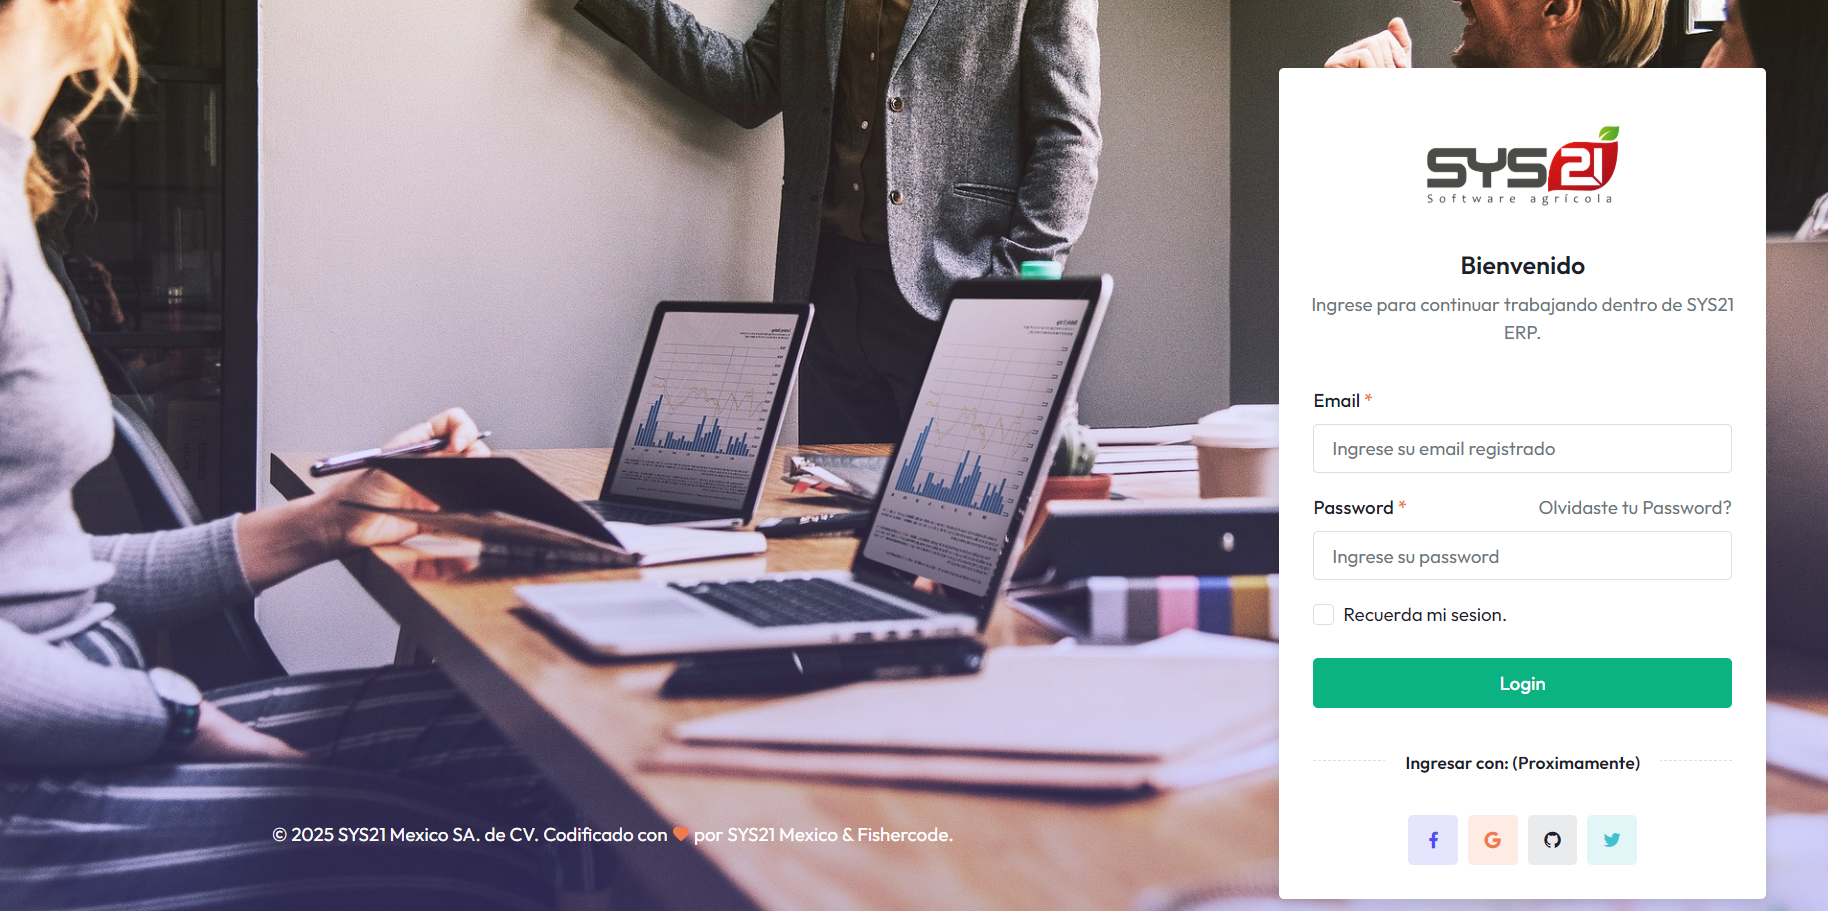 SYS21
Software agrícola
Bienvenido
Ingrese para continuar trabajando dentro de SYS21
ERP.
Email *
Ingrese su email registrado
Password * Olvidaste tu Password?
Ingrese su password
Recuerda mi sesion.
Login
Ingresar con: (Proximamente)
© 2025 SYS21 Mexico SA. de CV. Codificado con ❤ por SYS21 Mexico & Fishercode.